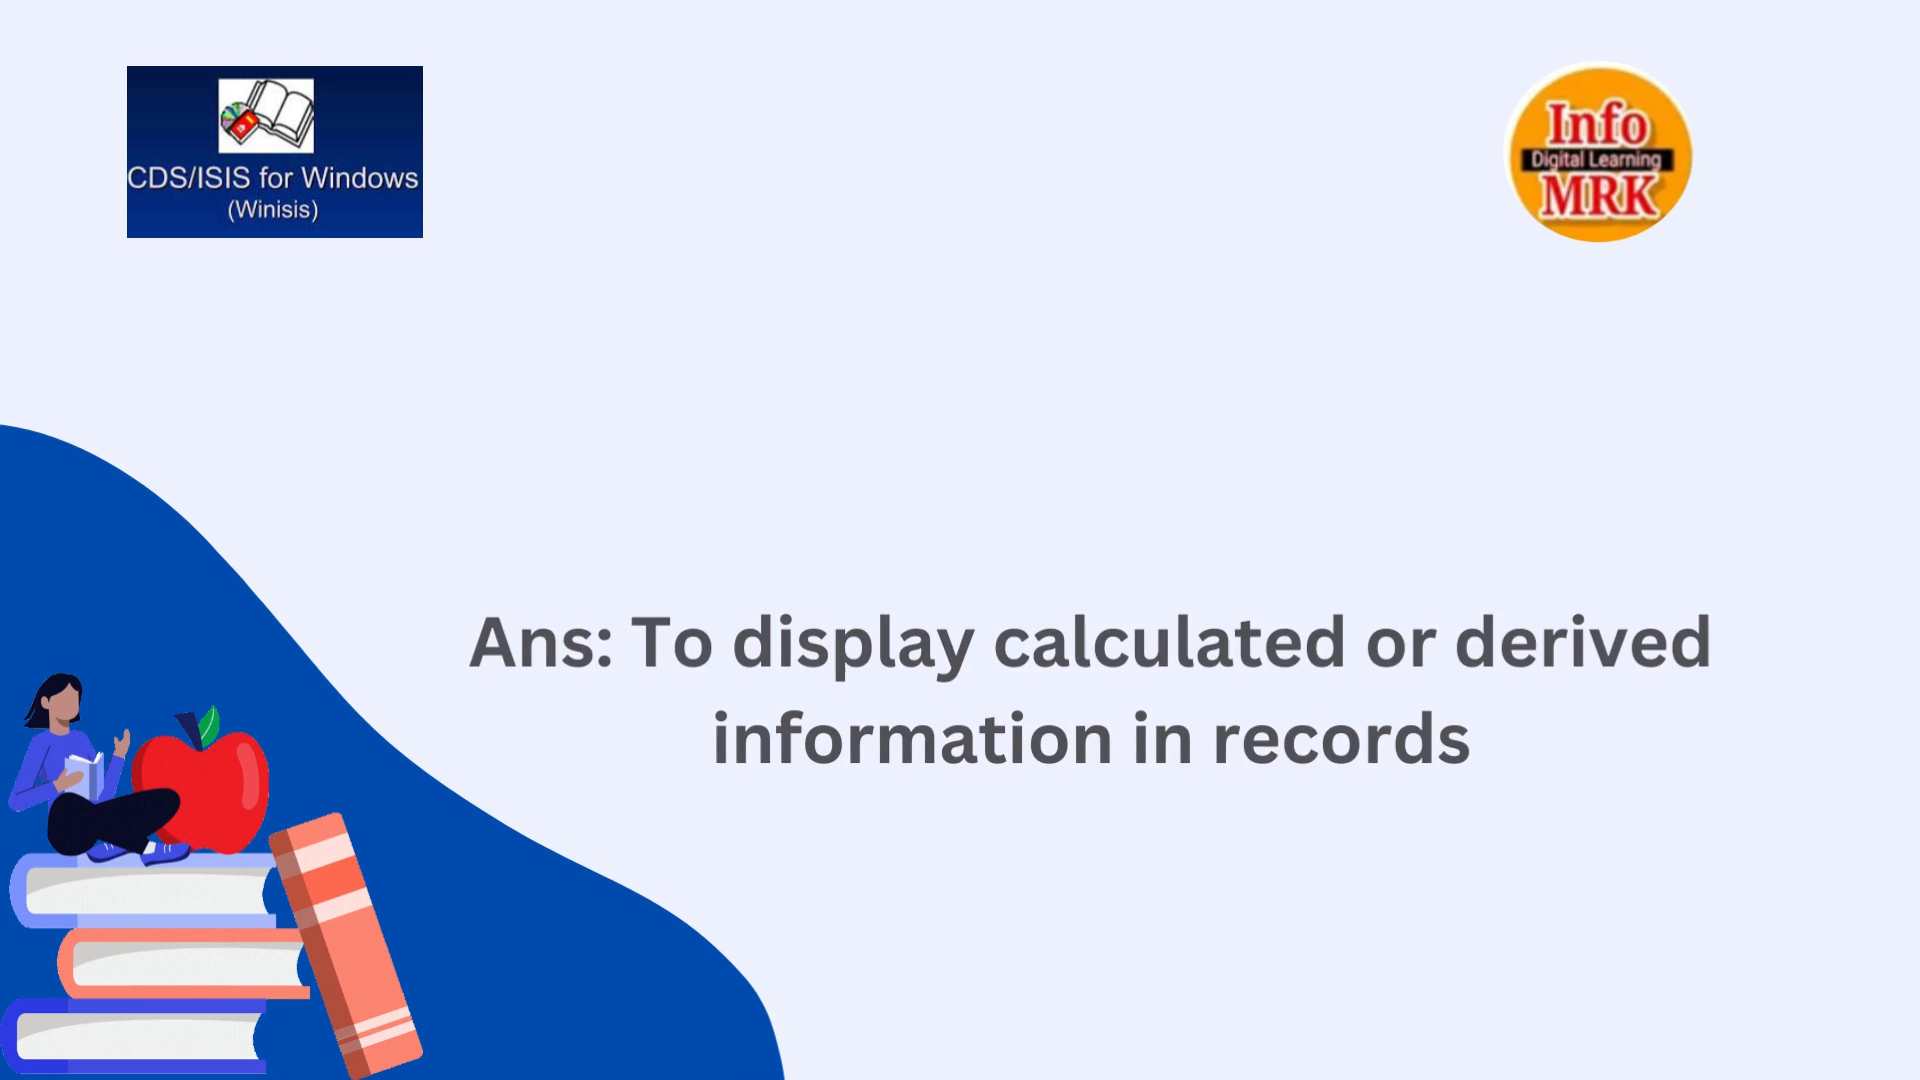 CDS/ISIS for Windows
(Winisis)
Info
Digital Learning
MRK
Ans: To display calculated or derived
information in records